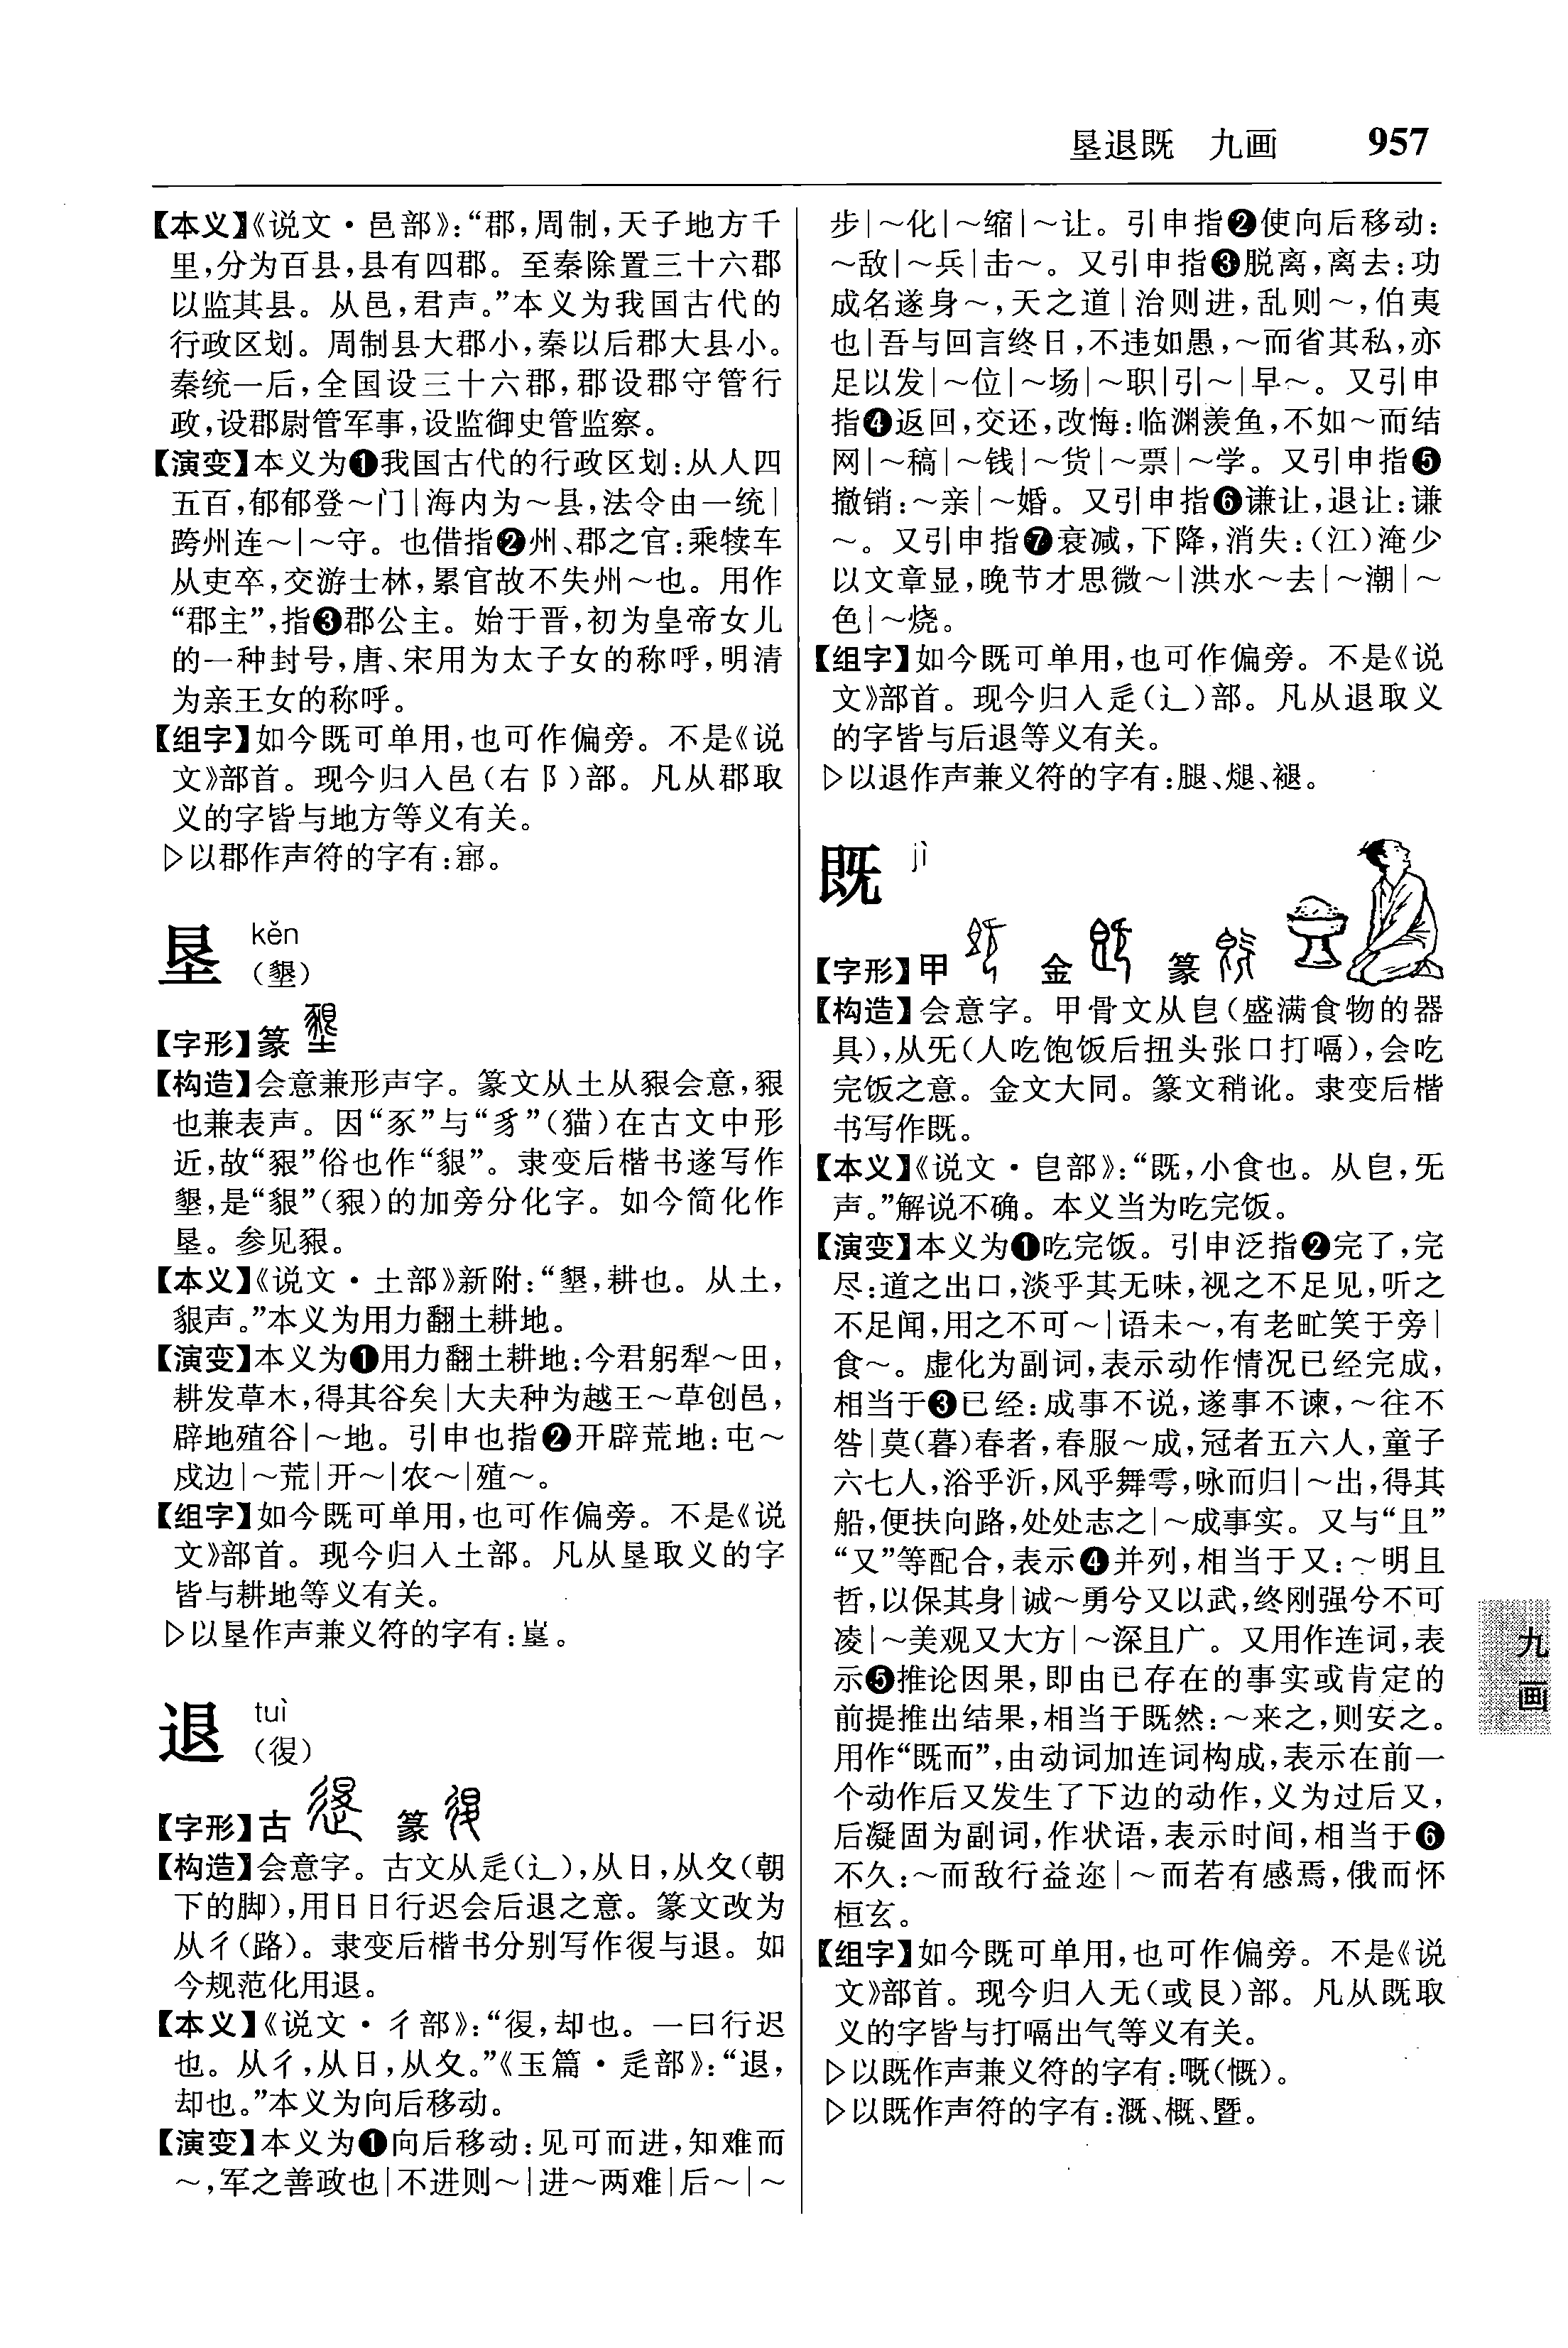 垦退既 九画 957
【本义】《说文·邑部》:“郡,周制,天子地方千
里,分为百县,县有四郡。至秦除置三十六郡
以监其县。从邑,君声。”本义为我国古代的
行政区划。周制县大郡小,秦以后郡大县小。
秦统一后,全国设三十六郡,郡设郡守管行
政,设郡尉管军事,设监御史管监察。
【演变】本义为❶我国古代的行政区划:从人四
五百,郁郁登~门|海内为~县,法令由一统|
跨州连~|~守。也借指❷州、郡之官:乘犊车
从吏卒,交游士林,累官故不失州~也。用作
“郡主”,指❸郡公主。始于晋,初为皇帝女儿
的一种封号,唐、宋用为太子女的称呼,明清
为亲王女的称呼。
【组字】如今既可单用,也可作偏旁。不是《说
文》部首。现今归入邑(右阝)部。凡从郡取
义的字皆与地方等义有关。
▷以郡作声符的字有:。
垦 kěn
(墾)
【字形】篆
【构造】会意兼形声字。篆文从土从豤会意,豤
也兼表声。因“豕”与“豸”(猫)在古文中形
近,故“豤”俗也作“貇”。隶变后楷书遂写作
墾,是“貇”(豤)的加旁分化字。如今简化作
垦。参见豤。
【本义】《说文·土部》新附:“墾,耕也。从土,
貇声。”本义为用力翻土耕地。
【演变】本义为❶用力翻土耕地:今君躬犁~田,
耕发草木,得其谷矣|大夫种为越王~草创邑,
辟地殖谷|~地。引申也指❷开辟荒地:屯~
戍边|~荒|开~|农~|殖~。
【组字】如今既可单用,也可作偏旁。不是《说
文》部首。现今归入土部。凡从垦取义的字
皆与耕地等义有关。
▷以垦作声兼义符的字有:。
退 tuì
(復)
【字形】古 篆
【构造】会意字。古文从辵(辶),从日,从夊(朝
下的脚),用日日行迟会后退之意。篆文改为
从彳(路)。隶变后楷书分别写作復与退。如
今规范化用退。
【本义】《说文·彳部》:“復,却也。一曰行迟
也。从彳,从日,从夊。”《玉篇·辵部》:“退,
却也。”本义为向后移动。
【演变】本义为❶向后移动:见可而进,知难而
~,军之善政也|不进则~|进~两难|后~|~
步|~化|~缩|~让。引申指❷使向后移动:
~敌|~兵|击~。又引申指❸脱离,离去:功
成名遂身~,天之道|治则进,乱则~,伯夷
也|吾与回言终日,不违如愚,~而省其私,亦
足以发|~位|~场|~职|引~|早~。又引申
指❹返回,交还,改悔:临渊羡鱼,不如~而结
网|~稿|~钱|~货|~票|~学。又引申指❺
撤销:~亲|~婚。又引申指❻谦让,退让:谦
~。又引申指❼衰减,下降,消失:(江)淹少
以文章显,晚节才思微~|洪水~去|~潮|~
色|~烧。
【组字】如今既可单用,也可作偏旁。不是《说
文》部首。现今归入辵(辶)部。凡从退取义
的字皆与后退等义有关。
▷以退作声兼义符的字有:腿、煺、褪。
既 jì
【字形】甲 金 篆
【构造】会意字。甲骨文从皀(盛满食物的器
具),从旡(人吃饱饭后扭头张口打嗝),会吃
完饭之意。金文大同。篆文稍讹。隶变后楷
书写作既。
【本义】《说文·皀部》:“既,小食也。从皀,旡
声。”解说不确。本义当为吃完饭。
【演变】本义为❶吃完饭。引申泛指❷完了,完
尽:道之出口,淡乎其无味,视之不足见,听之
不足闻,用之不可~|语未~,有老甿笑于旁|
食~。虚化为副词,表示动作情况已经完成,
相当于❸已经:成事不说,遂事不谏,~往不
咎|莫(暮)春者,春服~成,冠者五六人,童子
六七人,浴乎沂,风乎舞雩,咏而归|~出,得其
船,便扶向路,处处志之|~成事实。又与“且”
“又”等配合,表示❹并列,相当于又:~明且
哲,以保其身|诚~勇兮又以武,终刚强兮不可
凌|~美观又大方|~深且广。又用作连词,表
示❺推论因果,即由已存在的事实或肯定的
前提推出结果,相当于既然:~来之,则安之。
用作“既而”,由动词加连词构成,表示在前一
个动作后又发生了下边的动作,义为过后又,
后凝固为副词,作状语,表示时间,相当于❻
不久:~而敌行益迩|~而若有感焉,俄而怀
桓玄。
【组字】如今既可单用,也可作偏旁。不是《说
文》部首。现今归入无(或艮)部。凡从既取
义的字皆与打嗝出气等义有关。
▷以既作声兼义符的字有:嘅(慨)。
▷以既作声符的字有:溉、概、暨。
九
画